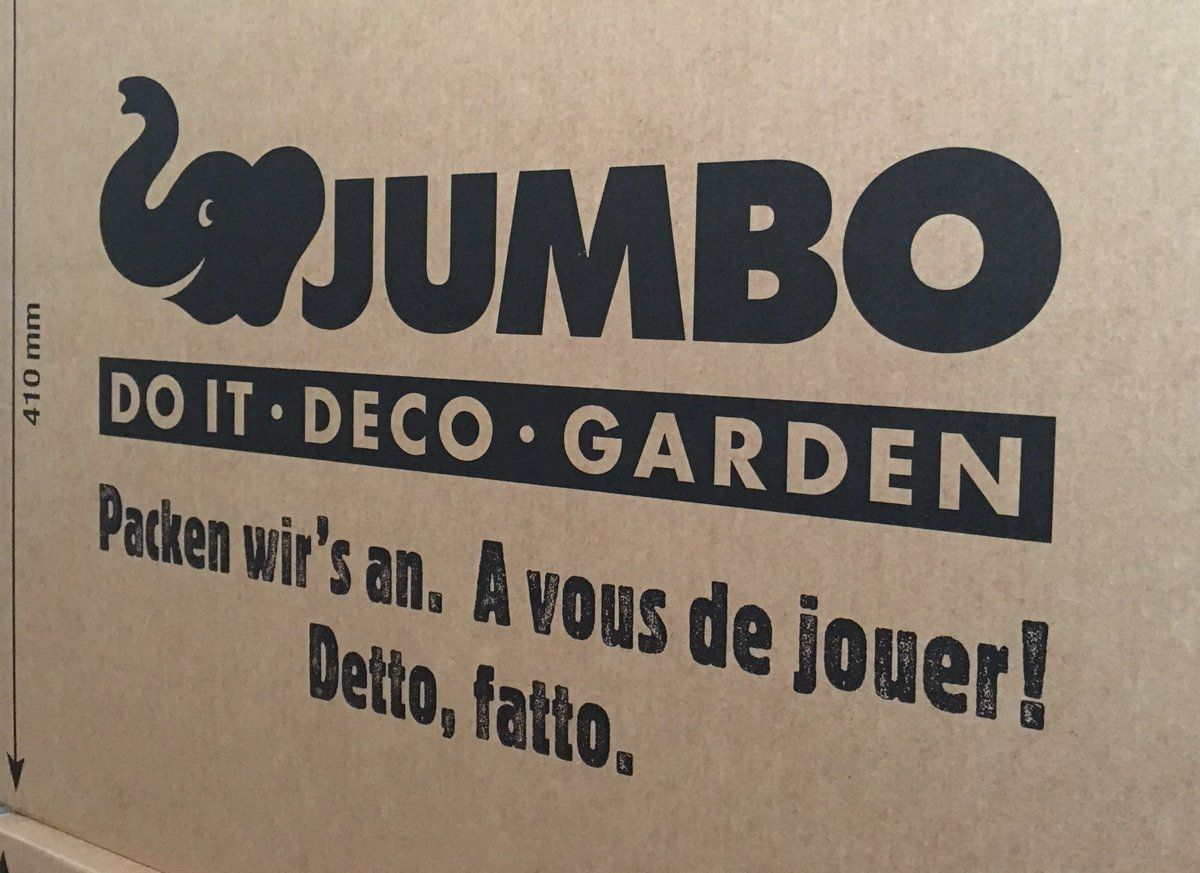 JUMBO
DO IT · DECO · GARDEN
Packen wir's an. A vous de jouer!
Detto, fatto.
410 mm